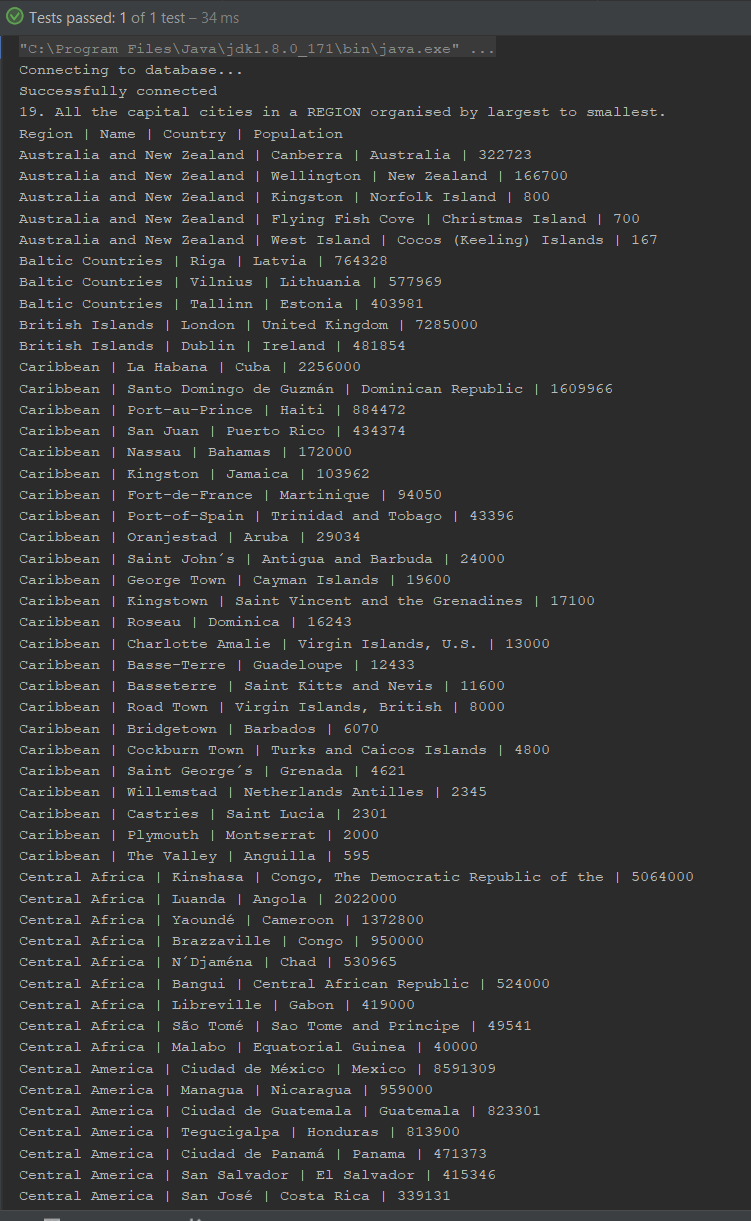 Tests passed: 1 of 1 test – 34 ms
"C:\Program Files\Java\jdk1.8.0_171\bin\java.exe" ...
Connecting to database...
Successfully connected
19. All the capital cities in a REGION organised by largest to smallest.
Region | Name | Country | Population
Australia and New Zealand | Canberra | Australia | 322723
Australia and New Zealand | Wellington | New Zealand | 166700
Australia and New Zealand | Kingston | Norfolk Island | 800
Australia and New Zealand | Flying Fish Cove | Christmas Island | 700
Australia and New Zealand | West Island | Cocos (Keeling) Islands | 167
Baltic Countries | Riga | Latvia | 764328
Baltic Countries | Vilnius | Lithuania | 577969
Baltic Countries | Tallinn | Estonia | 403981
British Islands | London | United Kingdom | 7285000
British Islands | Dublin | Ireland | 481854
Caribbean | La Habana | Cuba | 2256000
Caribbean | Santo Domingo de Guzmán | Dominican Republic | 1609966
Caribbean | Port-au-Prince | Haiti | 884472
Caribbean | San Juan | Puerto Rico | 434374
Caribbean | Nassau | Bahamas | 172000
Caribbean | Kingston | Jamaica | 103962
Caribbean | Fort-de-France | Martinique | 94050
Caribbean | Port-of-Spain | Trinidad and Tobago | 43396
Caribbean | Oranjestad | Aruba | 29034
Caribbean | Saint John´s | Antigua and Barbuda | 24000
Caribbean | George Town | Cayman Islands | 19600
Caribbean | Kingstown | Saint Vincent and the Grenadines | 17100
Caribbean | Roseau | Dominica | 16243
Caribbean | Charlotte Amalie | Virgin Islands, U.S. | 13000
Caribbean | Basse-Terre | Guadeloupe | 12433
Caribbean | Basseterre | Saint Kitts and Nevis | 11600
Caribbean | Road Town | Virgin Islands, British | 8000
Caribbean | Bridgetown | Barbados | 6070
Caribbean | Cockburn Town | Turks and Caicos Islands | 4800
Caribbean | Saint George´s | Grenada | 4621
Caribbean | Willemstad | Netherlands Antilles | 2345
Caribbean | Castries | Saint Lucia | 2301
Caribbean | Plymouth | Montserrat | 2000
Caribbean | The Valley | Anguilla | 595
Central Africa | Kinshasa | Congo, The Democratic Republic of the | 5064000
Central Africa | Luanda | Angola | 2022000
Central Africa | Yaoundé | Cameroon | 1372800
Central Africa | Brazzaville | Congo | 950000
Central Africa | N´Djaména | Chad | 530965
Central Africa | Bangui | Central African Republic | 524000
Central Africa | Libreville | Gabon | 419000
Central Africa | São Tomé | Sao Tome and Principe | 49541
Central Africa | Malabo | Equatorial Guinea | 40000
Central America | Ciudad de México | Mexico | 8591309
Central America | Managua | Nicaragua | 959000
Central America | Ciudad de Guatemala | Guatemala | 823301
Central America | Tegucigalpa | Honduras | 813900
Central America | Ciudad de Panamá | Panama | 471373
Central America | San Salvador | El Salvador | 415346
Central America | San José | Costa Rica | 339131